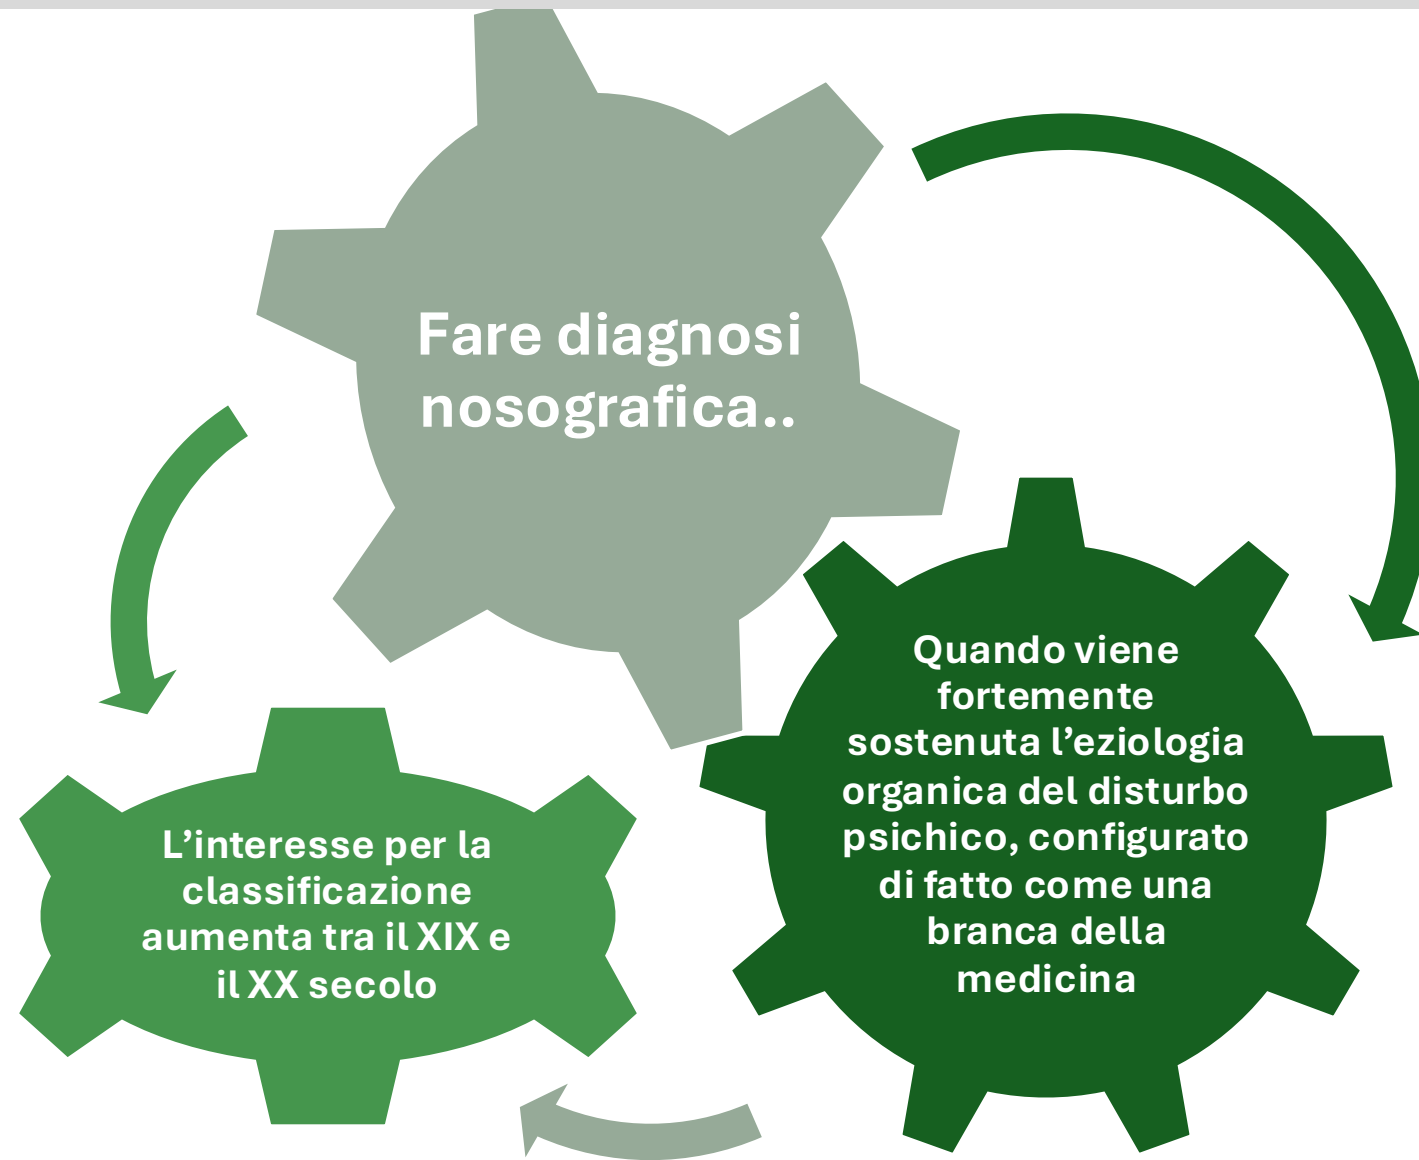 Fare diagnosi
nosografica..
Quando viene
fortemente
sostenuta l’eziologia
organica del disturbo
psichico, configurato
di fatto come una
branca della
medicina
L’interesse per la
classificazione
aumenta tra il XIX e
il XX secolo